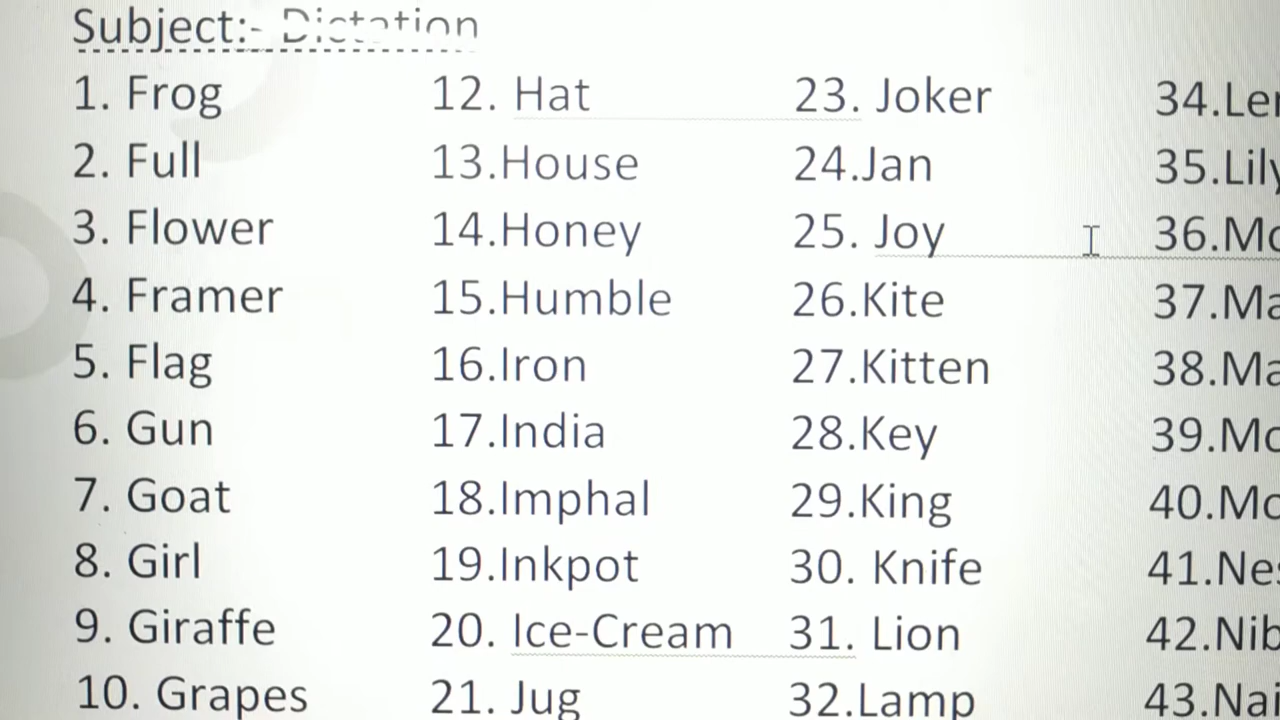 Subject:- Dictation
1. Frog
2. Full
3. Flower
4. Framer
5. Flag
6. Gun
7. Goat
8. Girl
9. Giraffe
10. Grapes
12. Hat
13.House
14.Honey
15.Humble
16.Iron
17.India
18.Imphal
19.Inkpot
20. Ice-Cream
21. Jug
23. Joker
24.Jan
25. Joy
26.Kite
27.Kitten
28.Key
29.King
30. Knife
31. Lion
32.Lamp
34.
35.Lily
36.
37.
38.
39.
40.
41.
42.
43.